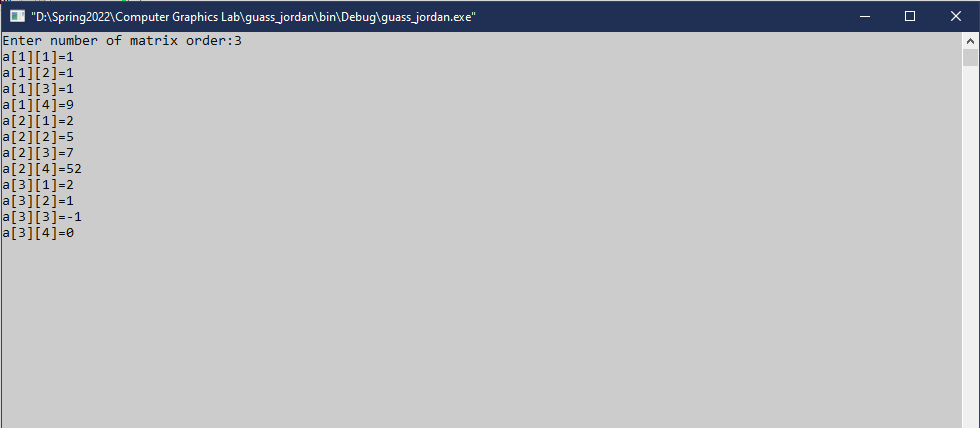 "D:\Spring2022\Computer Graphics Lab\guass_jordan\bin\Debug\guass_jordan.exe"
Enter number of matrix order:3
a[1][1]=1
a[1][2]=1
a[1][3]=1
a[1][4]=9
a[2][1]=2
a[2][2]=5
a[2][3]=7
a[2][4]=52
a[3][1]=2
a[3][2]=1
a[3][3]=-1
a[3][4]=0